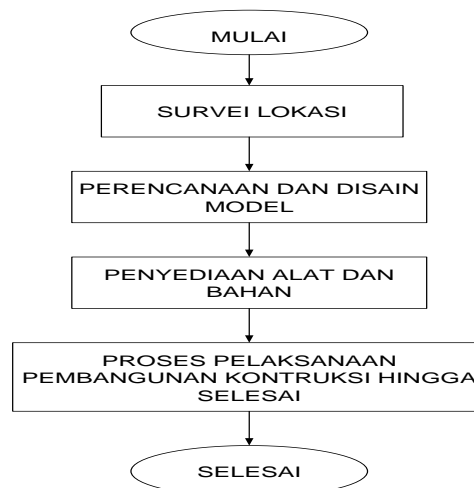 MULAI
SURVEI LOKASI
PERENCANAAN DAN DISAIN
MODEL
PENYEDIAAN ALAT DAN
BAHAN
PROSES PELAKSANAAN
PEMBANGUNAN KONTRUKSI HINGGA
SELESAI
SELESAI